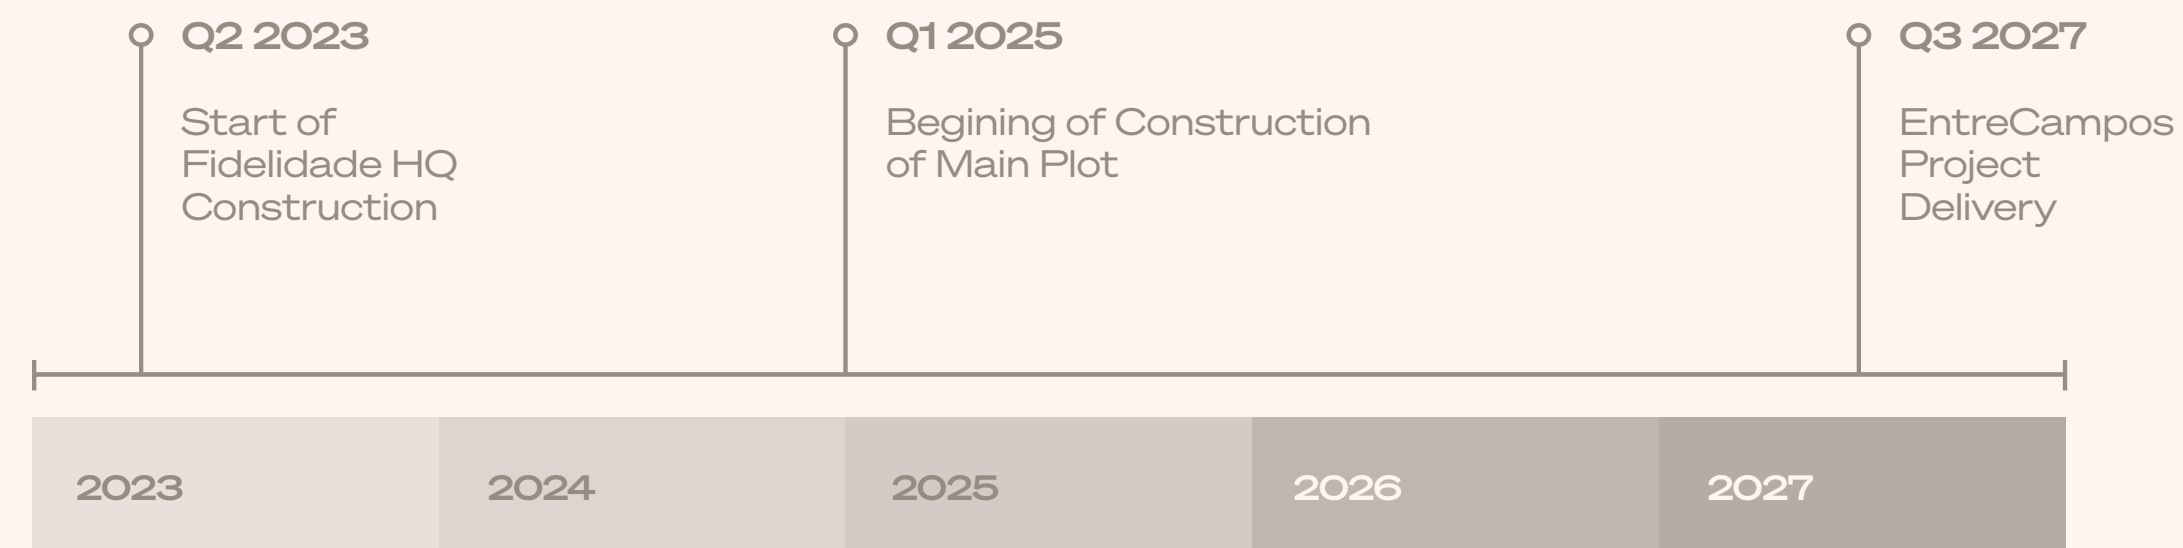 Q2 2023
Start of
Fidelidade HQ
Construction
Q1 2025
Begining of Construction
of Main Plot
Q3 2027
EntreCampos
Project
Delivery
2023
2024
2025
2026
2027